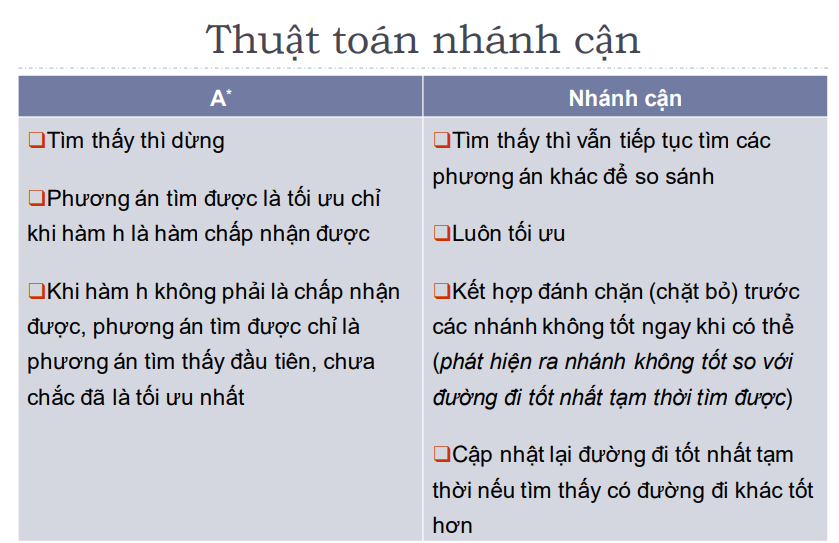 Thuật toán nhánh cận
A*
Nhánh cận
❑Tìm thấy thì dừng
❑Phương án tìm được là tối ưu chỉ
khi hàm h là hàm chấp nhận được
❑Khi hàm h không phải là chấp nhận
được, phương án tìm được chỉ là
phương án tìm thấy đầu tiên, chưa
chắc đã là tối ưu nhất
❑Tìm thấy thì vẫn tiếp tục tìm các
phương án khác để so sánh
❑Luôn tối ưu
❑Kết hợp đánh chặn (chặt bỏ) trước
các nhánh không tốt ngay khi có thể
(phát hiện ra nhánh không tốt so với
đường đi tốt nhất tạm thời tìm được)
❑Cập nhật lại đường đi tốt nhất tạm
thời nếu tìm thấy có đường đi khác tốt
hơn